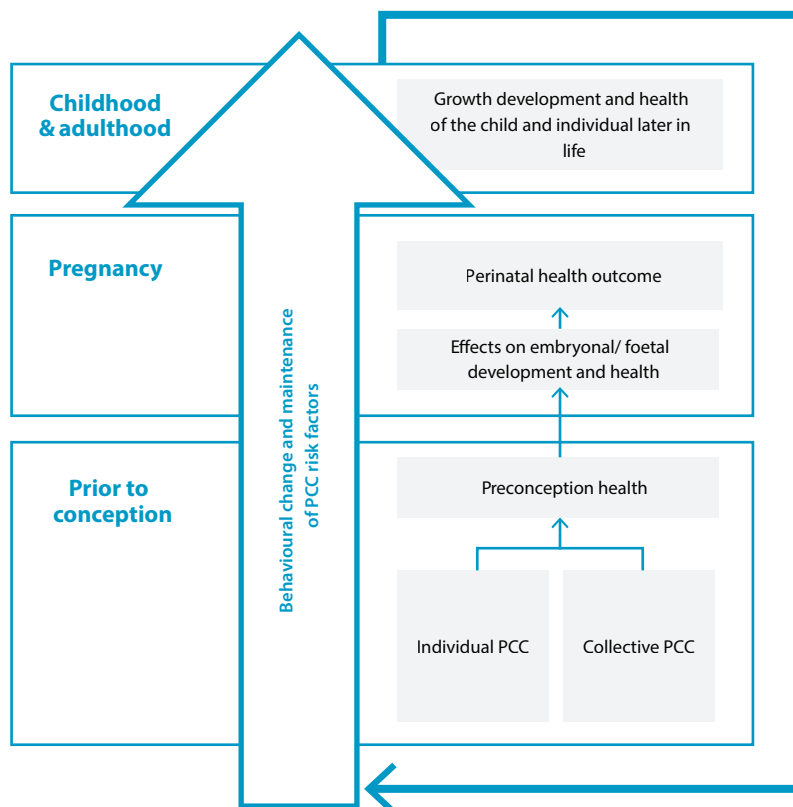 Childhood
& adulthood
Growth development and health
of the child and individual later in
life
Pregnancy
Perinatal health outcome
Effects on embryonal/ foetal
development and health
Behavioural change and maintenance
of PCC risk factors
Prior to
conception
Preconception health
Individual PCC
Collective PCC